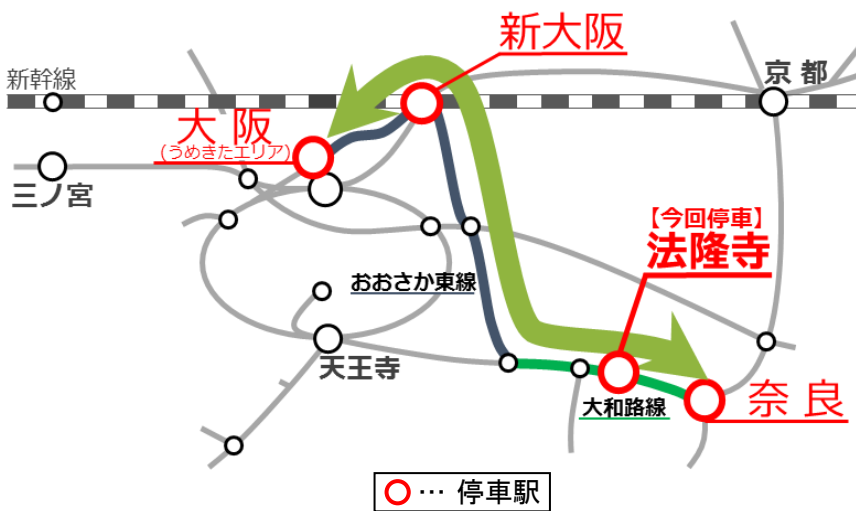 新大阪
新幹線
京都
大阪
(うめきたエリア)
三ノ宮
【今回停車】
法隆寺
おおさか東線
天王寺
大和路線
奈良
… 停車駅